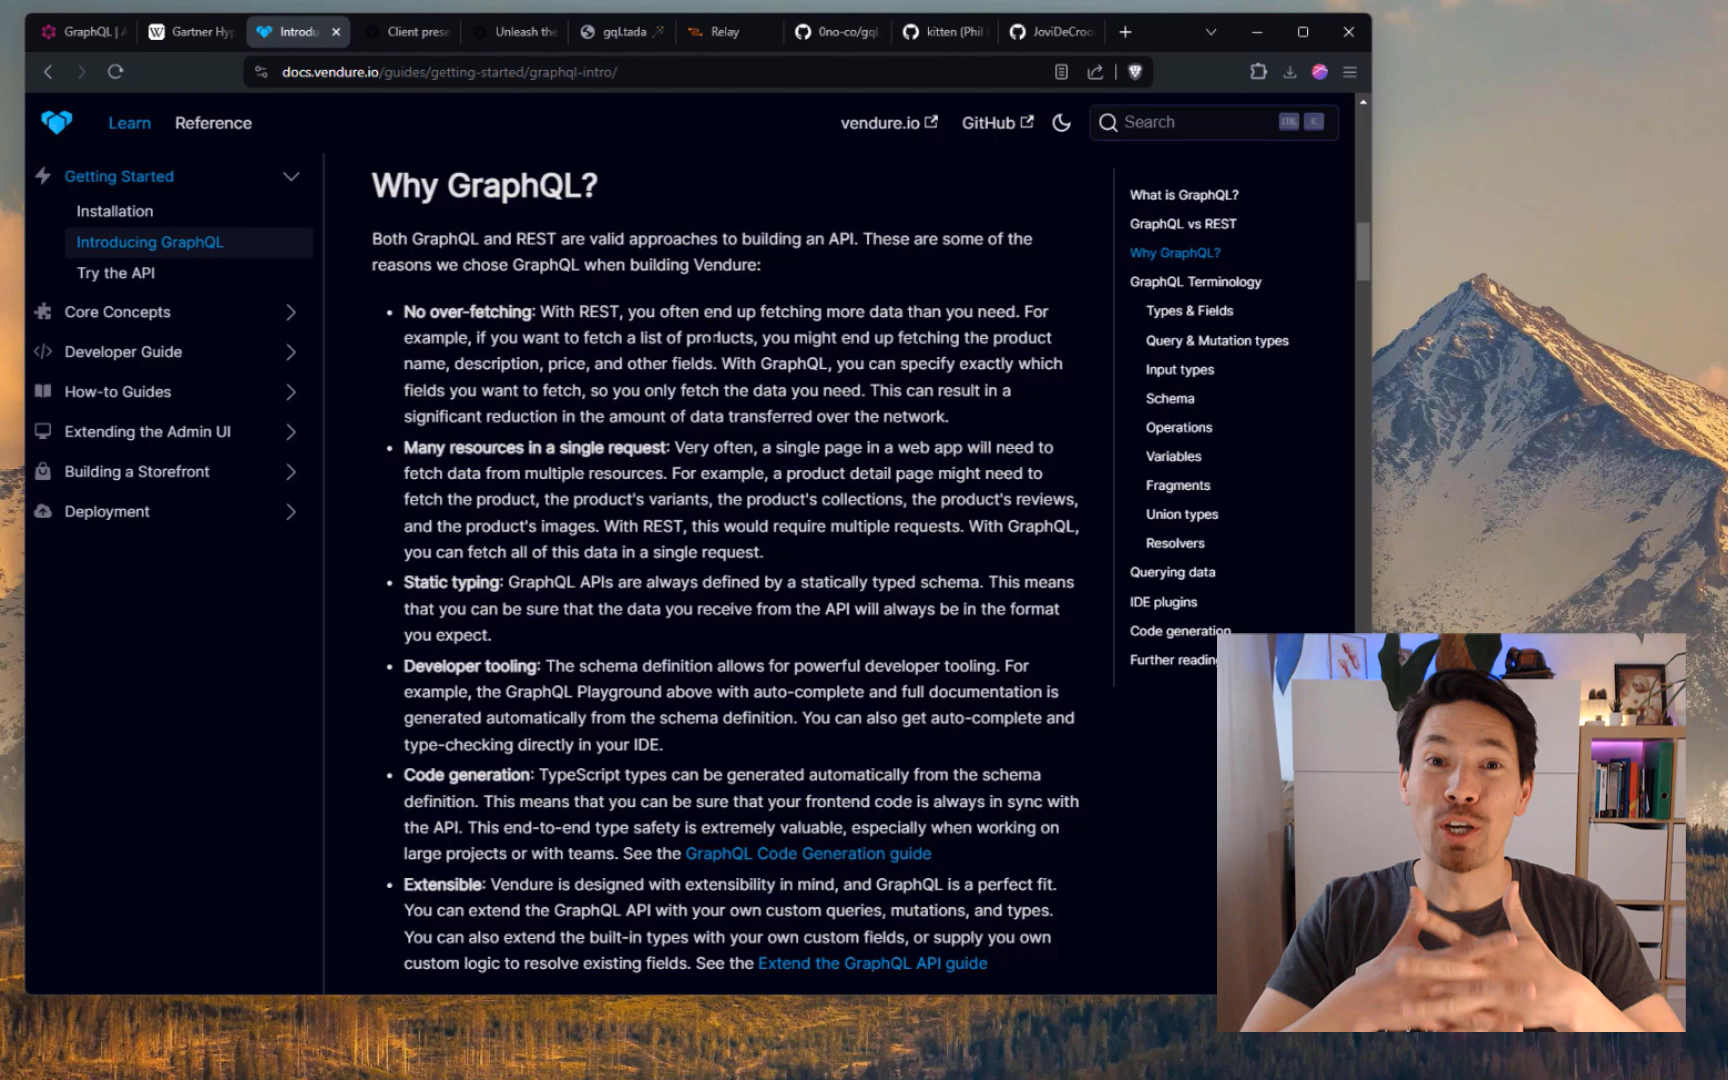 GraphQL | A
Gartner Hyp
Introdu
Client prese
Unleash the
gql.tada
Relay
0no-co/gql.
kitten (Phil
JoviDeCroo
docs.vendure.io/guides/getting-started/graphql-intro/
Learn
Reference
vendure.io
GitHub
Search
CTRL
K
Getting Started
Installation
Introducing GraphQL
Try the API
Core Concepts
Developer Guide
How-to Guides
Extending the Admin UI
Building a Storefront
Deployment
Why GraphQL?
Both GraphQL and REST are valid approaches to building an API. These are some of the
reasons we chose GraphQL when building Vendure:
• No over-fetching: With REST, you often end up fetching more data than you need. For
example, if you want to fetch a list of products, you might end up fetching the product
name, description, price, and other fields. With GraphQL, you can specify exactly which
fields you want to fetch, so you only fetch the data you need. This can result in a
significant reduction in the amount of data transferred over the network.
• Many resources in a single request: Very often, a single page in a web app will need to
fetch data from multiple resources. For example, a product detail page might need to
fetch the product, the product's variants, the product's collections, the product's reviews,
and the product's images. With REST, this would require multiple requests. With GraphQL,
you can fetch all of this data in a single request.
• Static typing: GraphQL APIs are always defined by a statically typed schema. This means
that you can be sure that the data you receive from the API will always be in the format
you expect.
• Developer tooling: The schema definition allows for powerful developer tooling. For
example, the GraphQL Playground above with auto-complete and full documentation is
generated automatically from the schema definition. You can also get auto-complete and
type-checking directly in your IDE.
• Code generation: TypeScript types can be generated automatically from the schema
definition. This means that you can be sure that your frontend code is always in sync with
the API. This end-to-end type safety is extremely valuable, especially when working on
large projects or with teams. See the GraphQL Code Generation guide
• Extensible: Vendure is designed with extensibility in mind, and GraphQL is a perfect fit.
You can extend the GraphQL API with your own custom queries, mutations, and types.
You can also extend the built-in types with your own custom fields, or supply you own
custom logic to resolve existing fields. See the Extend the GraphQL API guide
What is GraphQL?
GraphQL vs REST
Why GraphQL?
GraphQL Terminology
Types & Fields
Query & Mutation types
Input types
Schema
Operations
Variables
Fragments
Union types
Resolvers
Querying data
IDE plugins
Code generation
Further reading